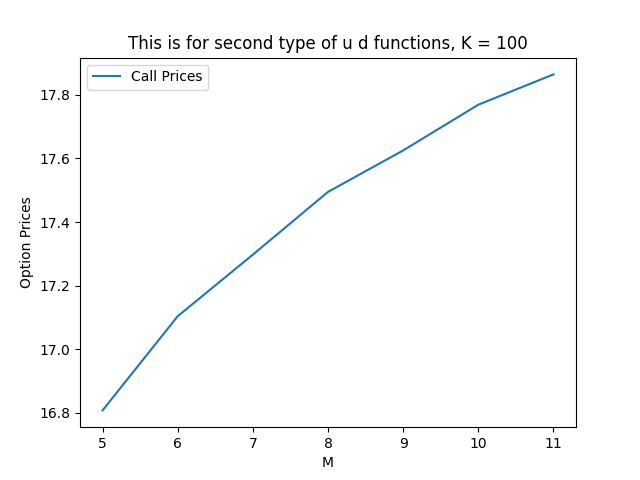 This is for second type of u d functions, K = 100
Call Prices
17.8
17.6
17.4
17.2
17.0
16.8
Option Prices
5 6 7 8 9 10 11
M